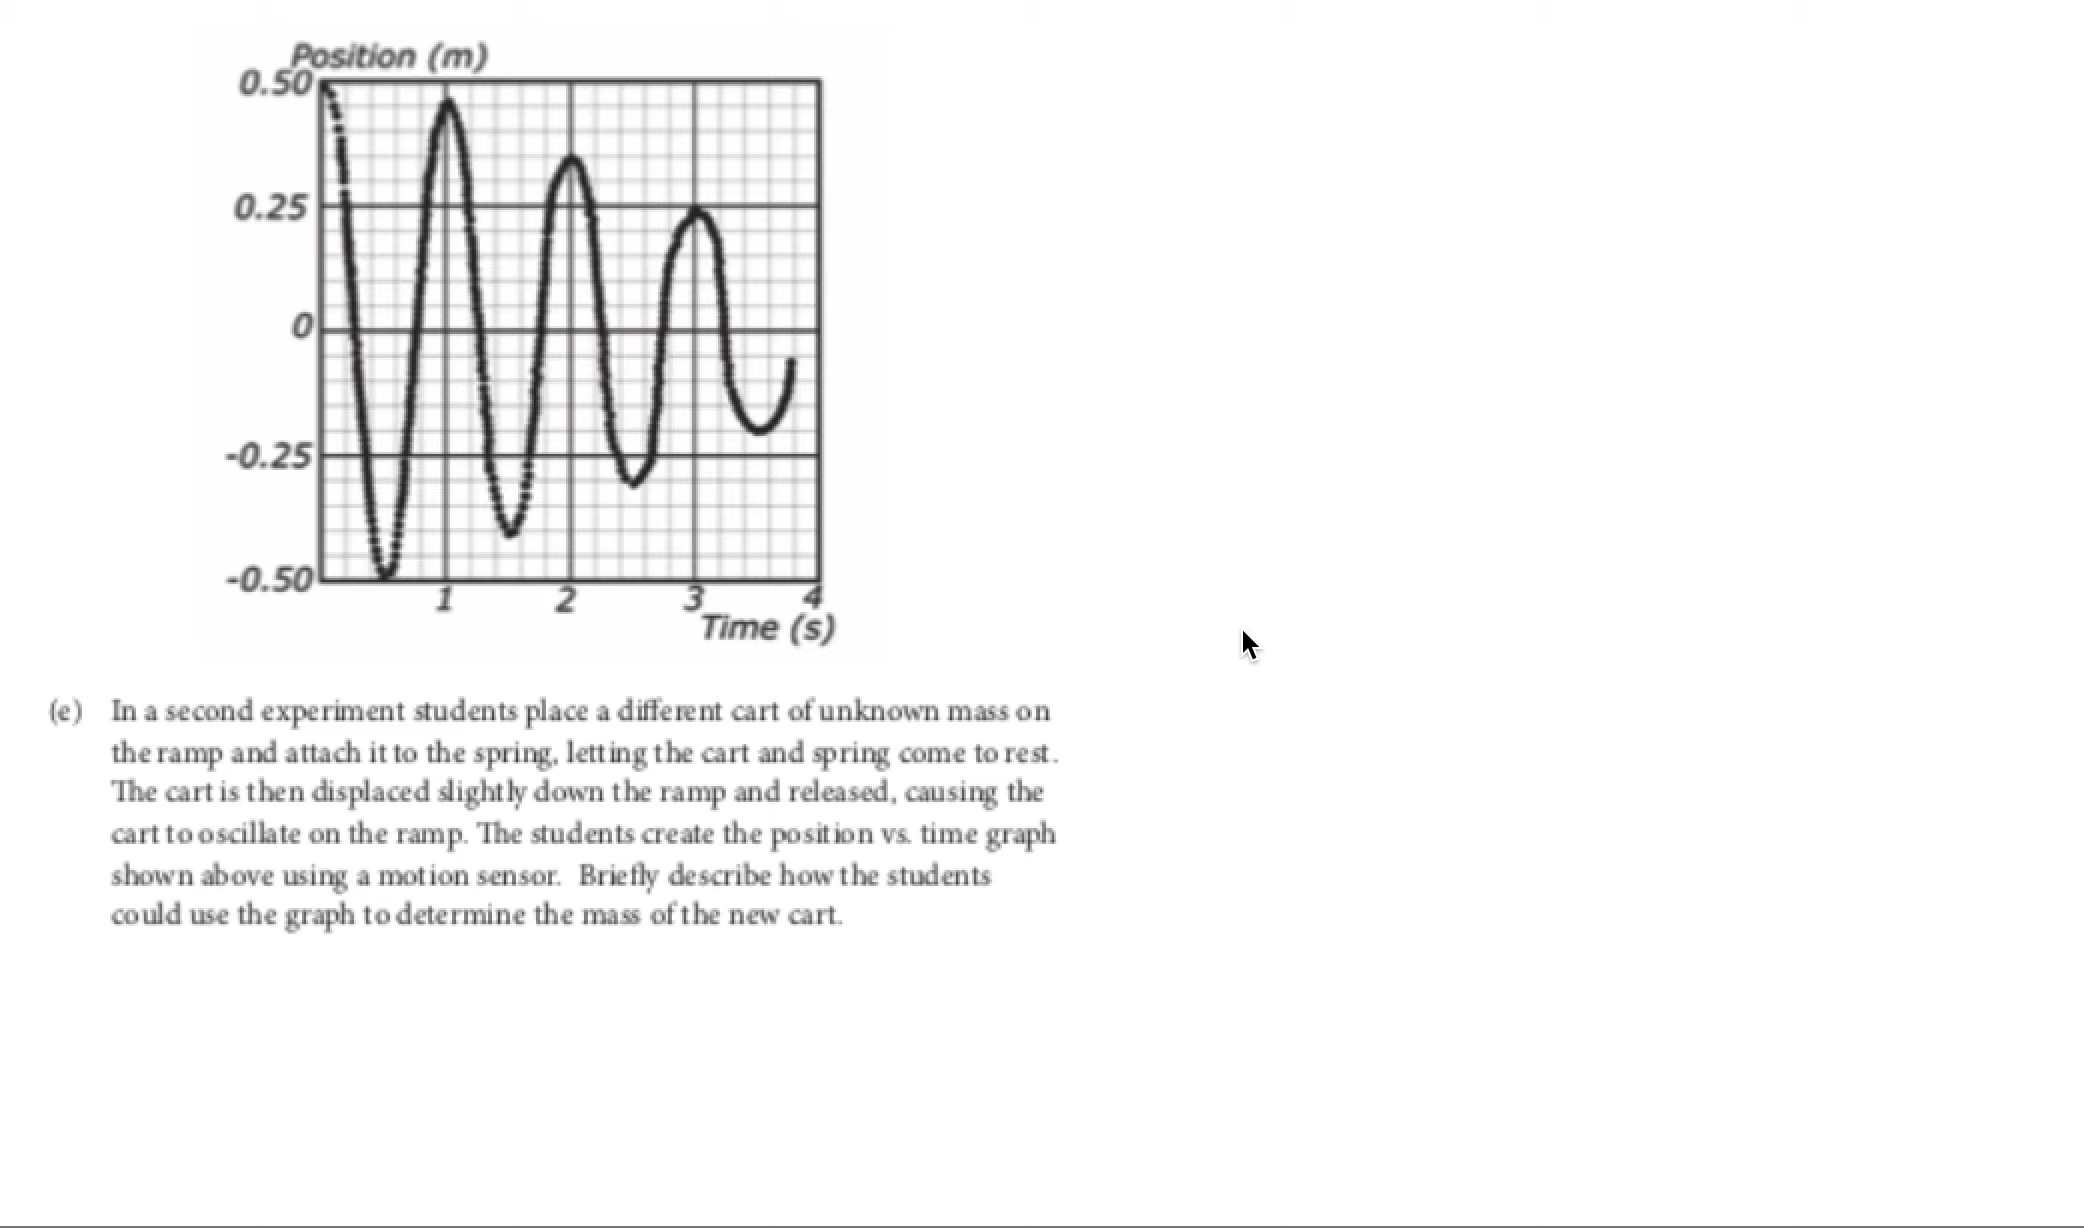 Position (m)
0.50
0.25
0
-0.25
-0.50
1 2 3 4
Time (s)
(e) In a second experiment students place a different cart of unknown mass on
the ramp and attach it to the spring, letting the cart and spring come to rest.
The cart is then displaced slightly down the ramp and released, causing the
cart to oscillate on the ramp. The students create the position vs. time graph
shown above using a motion sensor. Briefly describe how the students
could use the graph to determine the mass of the new cart.